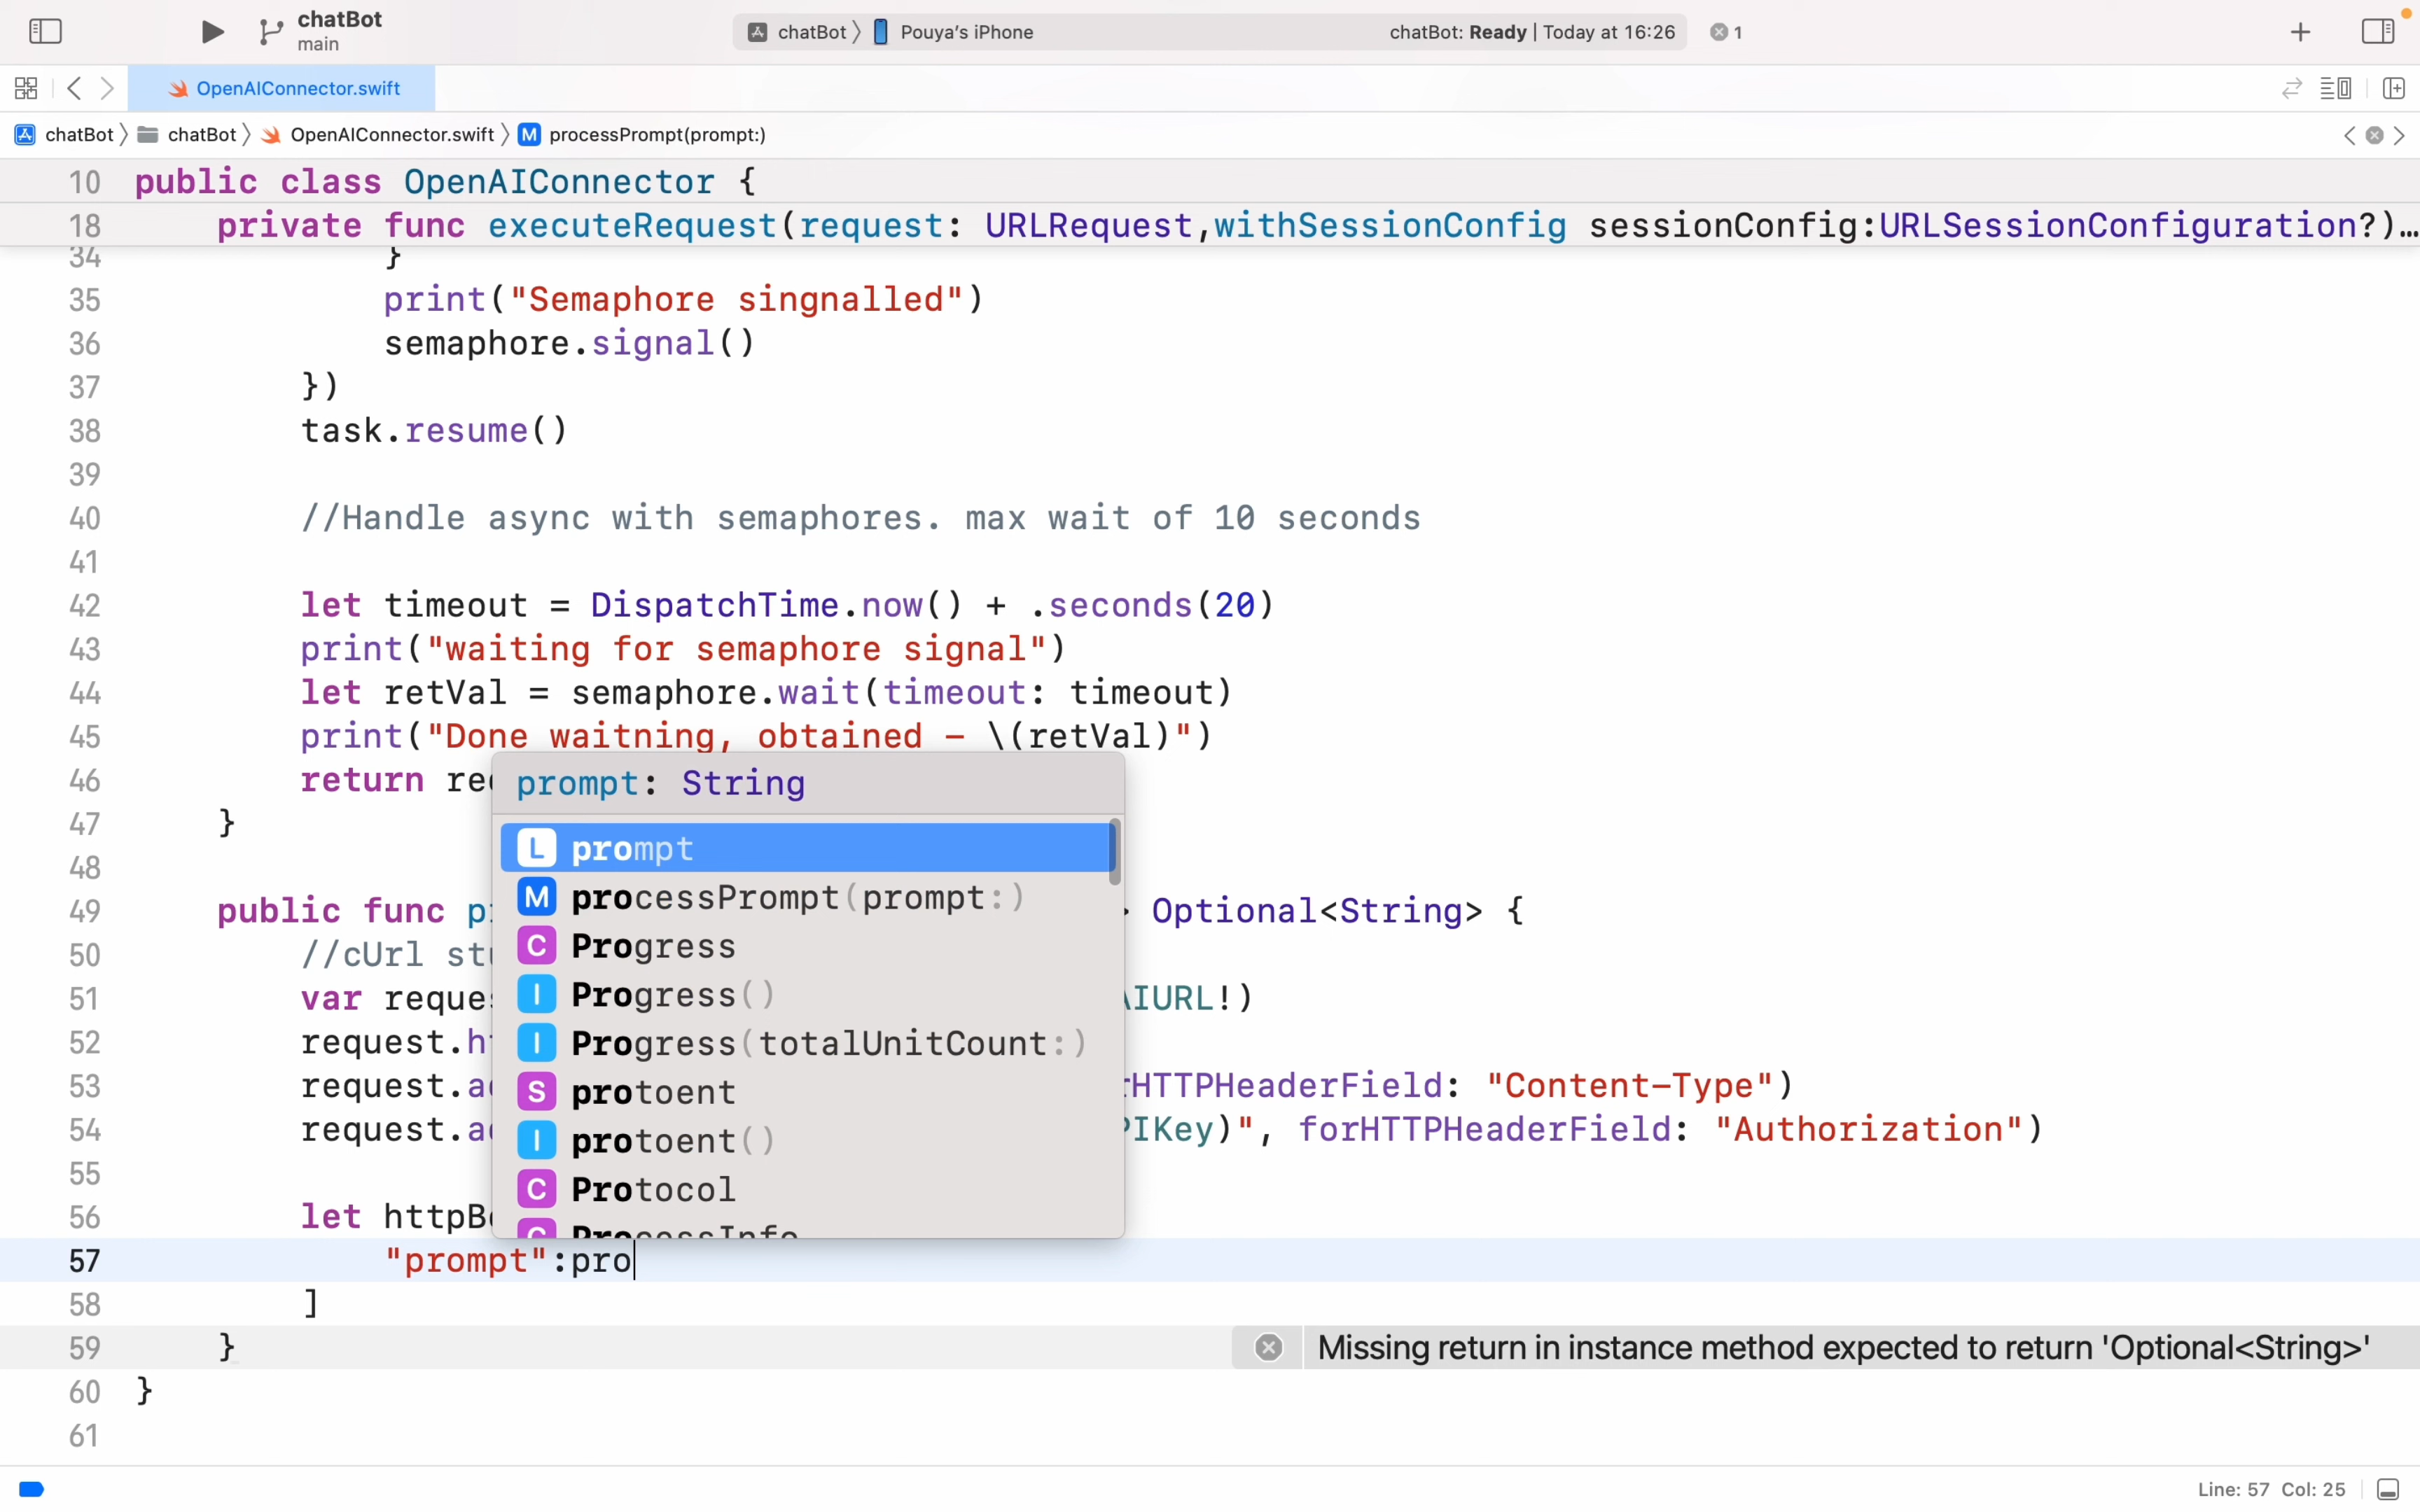 chatBot
main
chatBot 〉 Pouya's iPhone
chatBot: Ready | Today at 16:26
1
OpenAIConnector.swift
chatBot 〉 chatBot 〉 OpenAIConnector.swift 〉 M processPrompt(prompt:)
10 public class OpenAIConnector {
18 private func executeRequest(request: URLRequest,withSessionConfig sessionConfig:URLSessionConfiguration?)…
34 }
35 print("Semaphore singnalled")
36 semaphore.signal()
37 })
38 task.resume()
39
40 //Handle async with semaphores. max wait of 10 seconds
41
42 let timeout = DispatchTime.now() + .seconds(20)
43 print("waiting for semaphore signal")
44 let retVal = semaphore.wait(timeout: timeout)
45 print("Done waitning, obtained - \(retVal)")
46 return
47 }
48
49 public func Optional<String> {
50 //cUrl
51 var AIURL!)
52 request.
53 request. HTTPHeaderField: "Content-Type")
54 request. PIKey)", forHTTPHeaderField: "Authorization")
55
56 let
57 "prompt":pro
58 ]
59 }
60 }
61
prompt: String
L prompt
M processPrompt(prompt:)
C Progress
I Progress()
I Progress(totalUnitCount:)
S protoent
I protoent()
C Protocol
C ProcessInfo
Missing return in instance method expected to return 'Optional<String>'
Line: 57 Col: 25